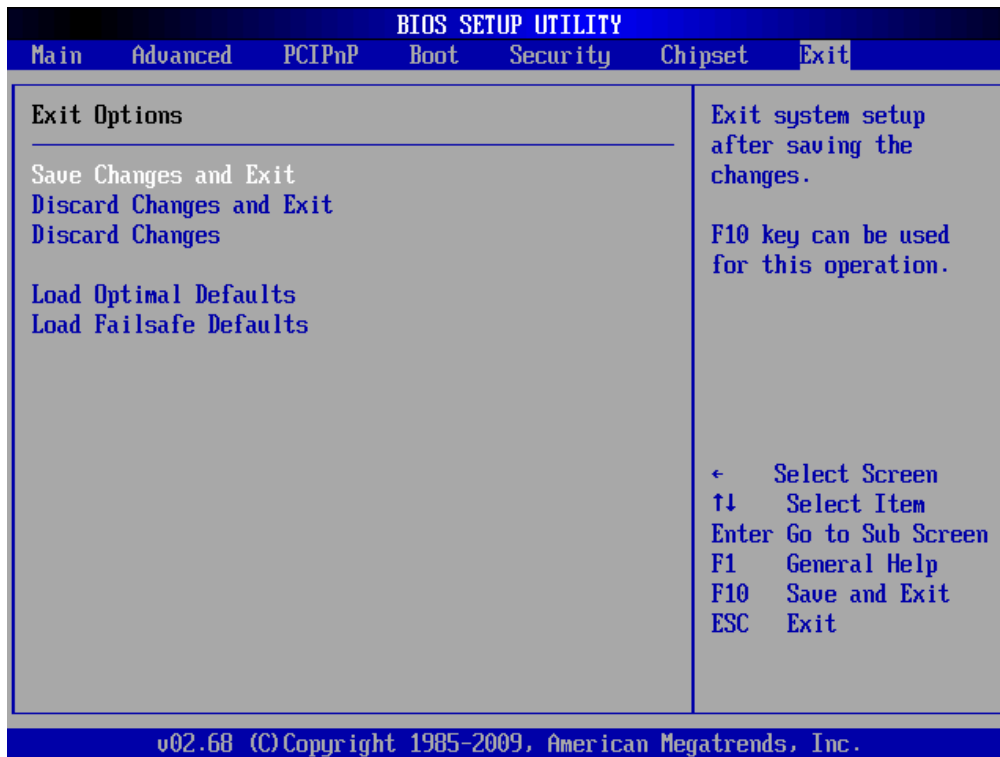 BIOS SETUP UTILITY
Main Advanced PCIPnP Boot Security Chipset Exit
Exit Options
Save Changes and Exit
Discard Changes and Exit
Discard Changes
Load Optimal Defaults
Load Failsafe Defaults
Exit system setup
after saving the
changes.
F10 key can be used
for this operation.
← Select Screen
↑↓ Select Item
Enter Go to Sub Screen
F1 General Help
F10 Save and Exit
ESC Exit
v02.68 (C)Copyright 1985-2009, American Megatrends, Inc.